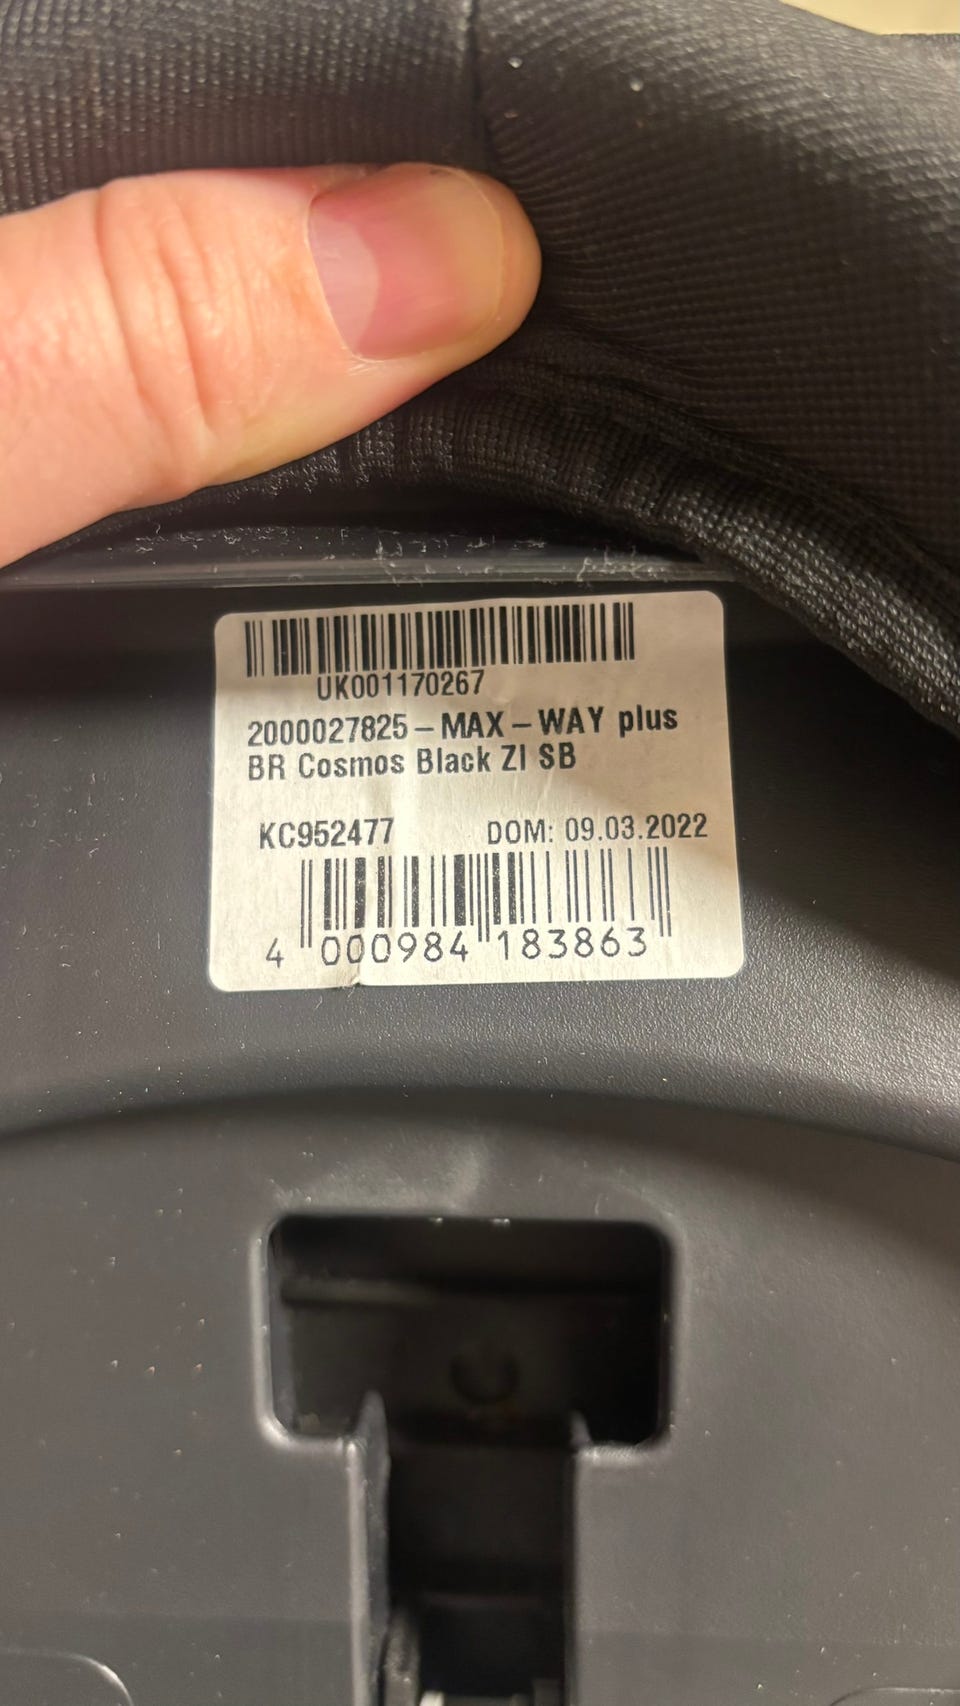 UK001170267
2000027825 – MAX – WAY plus
BR Cosmos Black ZI SB
KC952477 DOM: 09.03.2022
4 000984 183863